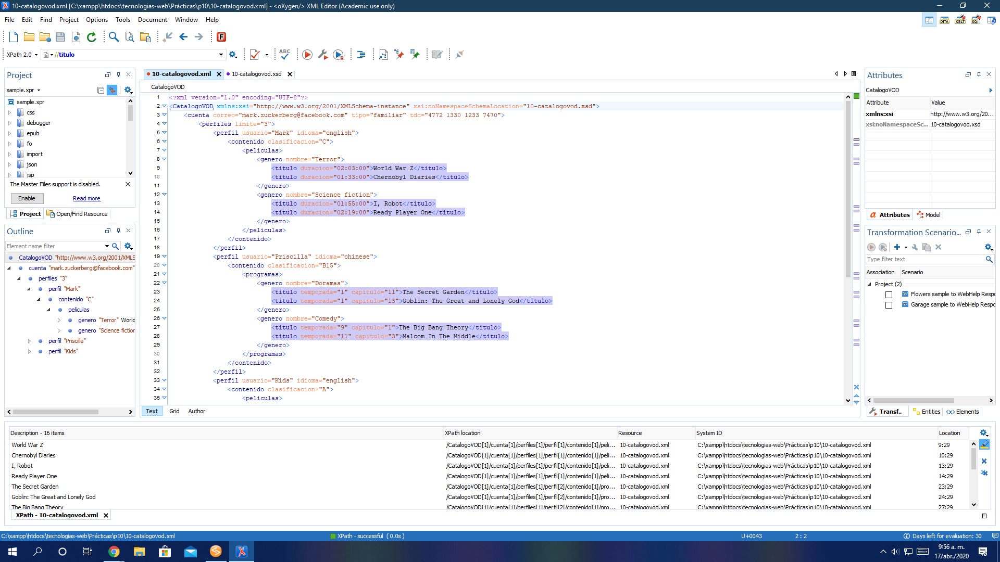 10-catalogovod.xml [C:\xampp\htdocs\tecnologias-web\Prácticas\p10\10-catalogovod.xml] - <oXygen/> XML Editor (Academic use only)
File Edit Find Project Options Tools Document Window Help
DITA XSLT XQ
XPath 2.0 //titulo ABC
Project
sample.xpr
sample.xpr
css
debugger
epub
fo
import
json
jsp
The Master Files support is disabled.
Enable Read more
Project Open/Find Resource
Outline
Element name filter
CatalogoVOD "http://www.w3.org/2001/XMLS
cuenta "mark.zuckerberg@facebook.com"
perfiles "3"
perfil "Mark"
contenido "C"
peliculas
genero "Terror" World
genero "Science fiction
perfil "Priscilla"
perfil "Kids"
10-catalogovod.xml 10-catalogovod.xsd
CatalogoVOD
1 <?xml version="1.0" encoding="UTF-8"?>
2 <CatalogoVOD xmlns:xsi="http://www.w3.org/2001/XMLSchema-instance" xsi:noNamespaceSchemaLocation="10-catalogovod.xsd">
3 <cuenta correo="mark.zuckerberg@facebook.com" tipo="familiar" tdc="4772 1330 1233 7470">
4 <perfiles limite="3">
5 <perfil usuario="Mark" idioma="english">
6 <contenido clasificacion="C">
7 <peliculas>
8 <genero nombre="Terror">
9 <titulo duracion="02:03:00">World War Z</titulo>
10 <titulo duracion="01:33:00">Chernobyl Diaries</titulo>
11 </genero>
12 <genero nombre="Science fiction">
13 <titulo duracion="01:55:00">I, Robot</titulo>
14 <titulo duracion="02:19:00">Ready Player One</titulo>
15 </genero>
16 </peliculas>
17 </contenido>
18 </perfil>
19 <perfil usuario="Priscilla" idioma="chinese">
20 <contenido clasificacion="B15">
21 <programas>
22 <genero nombre="Doramas">
23 <titulo temporada="1" capitulo="11">The Secret Garden</titulo>
24 <titulo temporada="1" capitulo="13">Goblin: The Great and Lonely God</titulo>
25 </genero>
26 <genero nombre="Comedy">
27 <titulo temporada="9" capitulo="1">The Big Bang Theory</titulo>
28 <titulo temporada="11" capitulo="3">Malcom In The Middle</titulo>
29 </genero>
30 </programas>
31 </contenido>
32 </perfil>
33 <perfil usuario="Kids" idioma="english">
34 <contenido clasificacion="A">
35 <peliculas>
Text Grid Author
Attributes
CatalogoVOD
Attribute Value
xmlns:xsi http://www.w3.org/20...
xsi:noNamespaceSc... 10-catalogovod.xsd
Attributes Model
Transformation Scenario...
Type filter text
Association Scenario
Project (2)
Flowers sample to WebHelp Respo
Garage sample to WebHelp Respo
Transf.. Entities Elements
Description - 16 items XPath location Resource System ID Location
World War Z /CatalogoVOD[1]/cuenta[1]/perfiles[1]/perfil[1]/contenido[1]/peli... 10-catalogovod.xml C:\xampp\htdocs\tecnologias-web\Prácticas\p10\10-catalogovod.xml 9:29
Chernobyl Diaries /CatalogoVOD[1]/cuenta[1]/perfiles[1]/perfil[1]/contenido[1]/peli... 10-catalogovod.xml C:\xampp\htdocs\tecnologias-web\Prácticas\p10\10-catalogovod.xml 10:29
I, Robot /CatalogoVOD[1]/cuenta[1]/perfiles[1]/perfil[1]/contenido[1]/peli... 10-catalogovod.xml C:\xampp\htdocs\tecnologias-web\Prácticas\p10\10-catalogovod.xml 13:29
Ready Player One /CatalogoVOD[1]/cuenta[1]/perfiles[1]/perfil[1]/contenido[1]/peli... 10-catalogovod.xml C:\xampp\htdocs\tecnologias-web\Prácticas\p10\10-catalogovod.xml 14:29
The Secret Garden /CatalogoVOD[1]/cuenta[1]/perfiles[1]/perfil[2]/contenido[1]/pro... 10-catalogovod.xml C:\xampp\htdocs\tecnologias-web\Prácticas\p10\10-catalogovod.xml 23:29
Goblin: The Great and Lonely God /CatalogoVOD[1]/cuenta[1]/perfiles[1]/perfil[2]/contenido[1]/pro... 10-catalogovod.xml C:\xampp\htdocs\tecnologias-web\Prácticas\p10\10-catalogovod.xml 24:29
The Big Bang Theory /CatalogoVOD[1]/cuenta[1]/perfiles[1]/perfil[2]/contenido[1]/pro... 10-catalogovod.xml C:\xampp\htdocs\tecnologias-web\Prácticas\p10\10-catalogovod.xml 27:29
XPath - 10-catalogovod.xml
C:\xampp\htdocs\tecnologias-web\Prácticas\p10\10-catalogovod.xml XPath - successful (0.0s) U+0043 2 : 2 Days left for evaluation: 30
9:56 a. m.
17/abr./2020